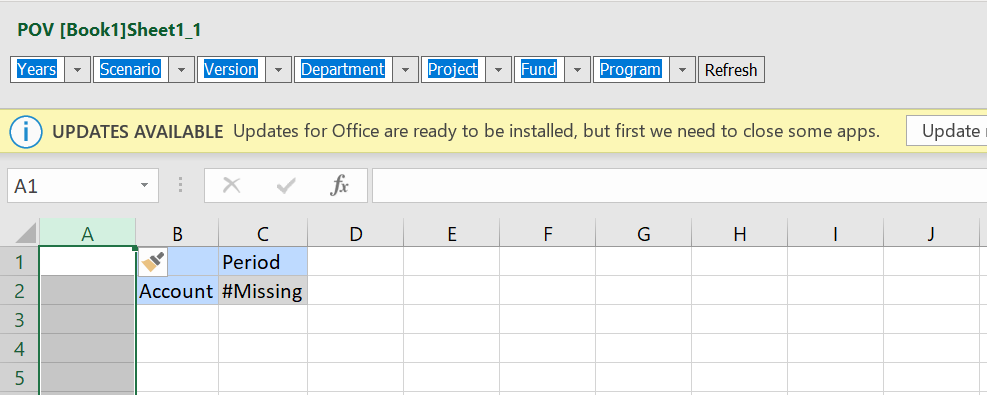 POV [Book1]Sheet1_1
Years Scenario Version Department Project Fund Program Refresh
UPDATES AVAILABLE Updates for Office are ready to be installed, but first we need to close some apps. Update
A1 fx
A B C D E F G H I J
1 Period
2 Account #Missing
3
4
5